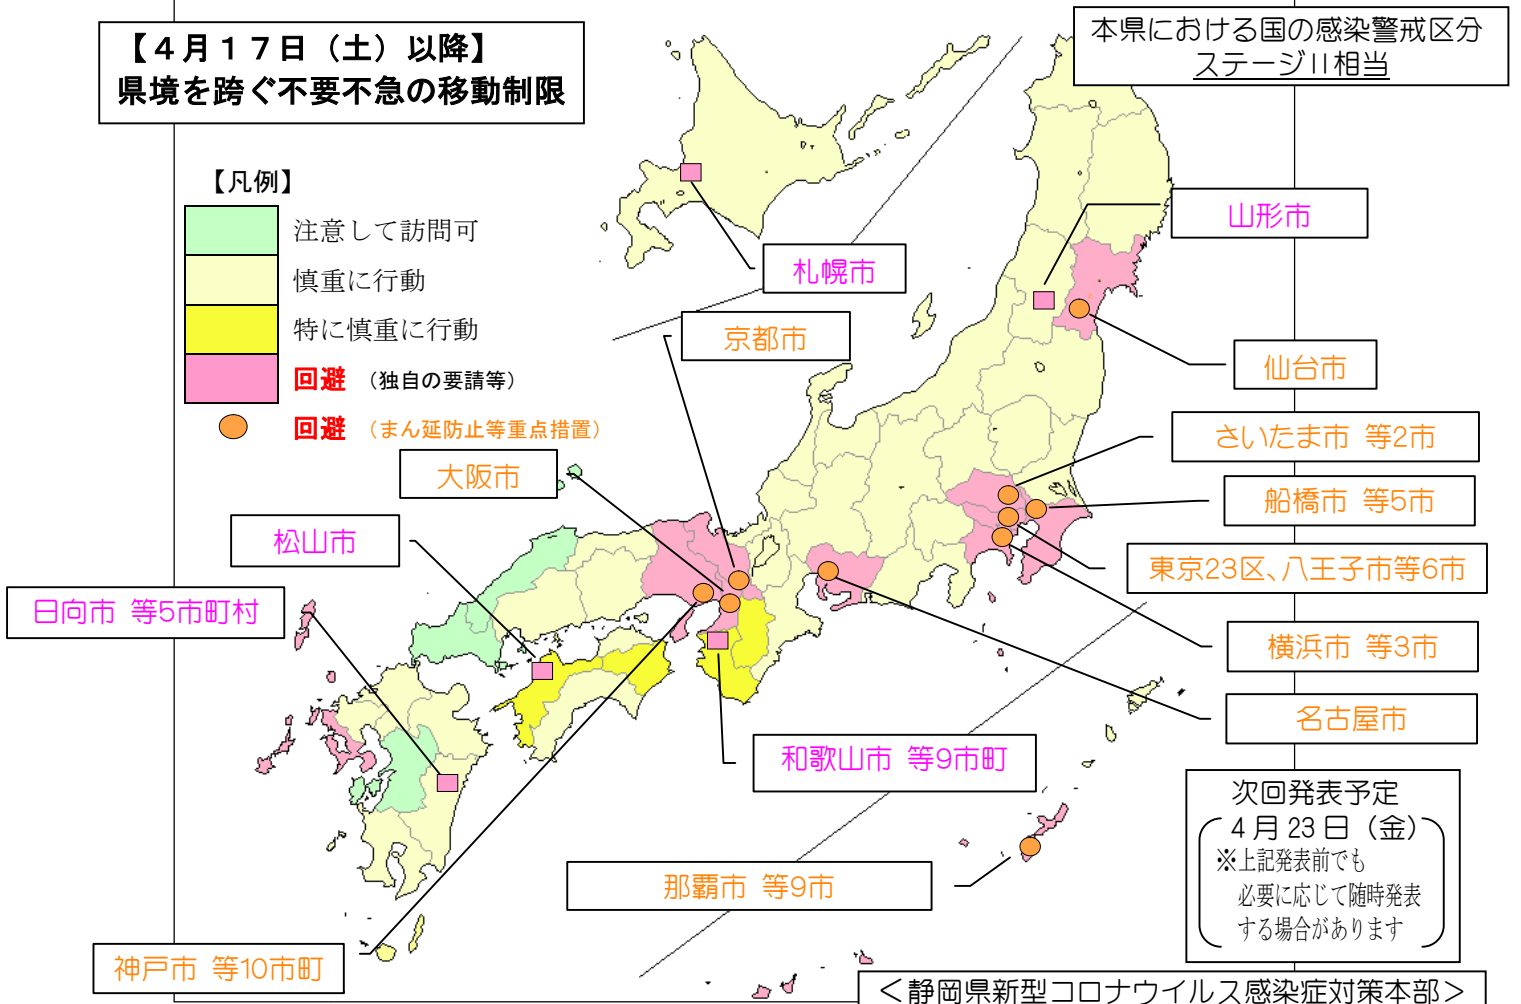 【４月１７日（土）以降】
県境を跨ぐ不要不急の移動制限
本県における国の感染警戒区分
ステージⅡ相当
【凡例】
注意して訪問可
慎重に行動
特に慎重に行動
回避（独自の要請等）
回避（まん延防止等重点措置）
山形市
札幌市
京都市
仙台市
さいたま市 等2市
大阪市
船橋市 等5市
松山市
東京23区、八王子市等6市
日向市 等5市町村
横浜市 等3市
名古屋市
和歌山市 等9市町
次回発表予定
４月23日（金）
※上記発表前でも
必要に応じて随時発表
する場合があります
那覇市 等9市
神戸市 等10市町
＜静岡県新型コロナウイルス感染症対策本部＞